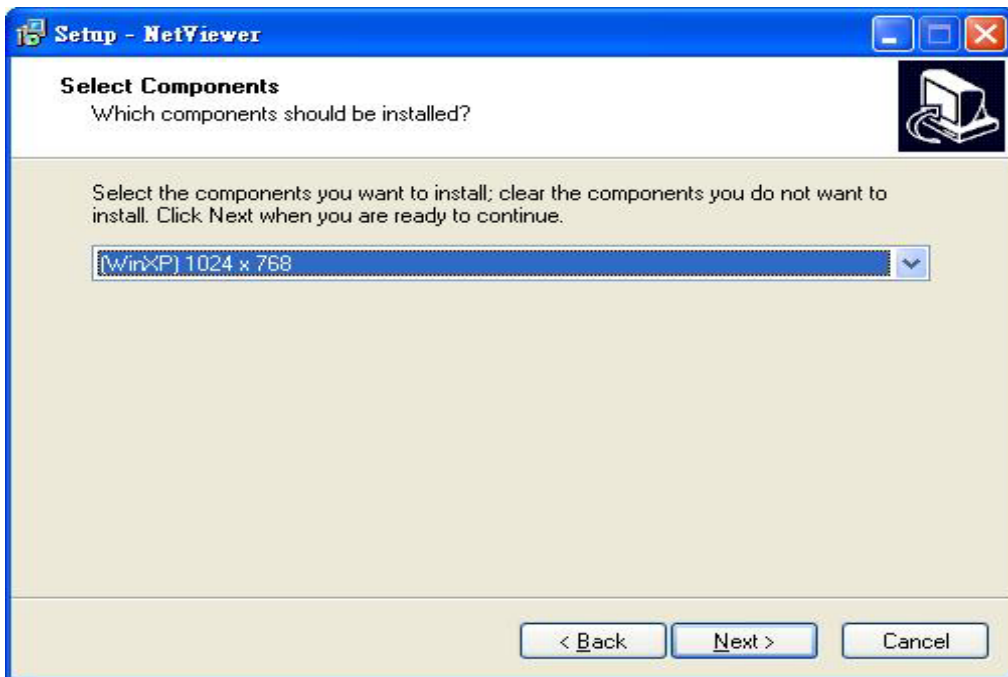 Setup - NetViewer
Select Components
Which components should be installed?
Select the components you want to install; clear the components you do not want to
install. Click Next when you are ready to continue.
(WinXP) 1024 x 768
< Back
Next >
Cancel